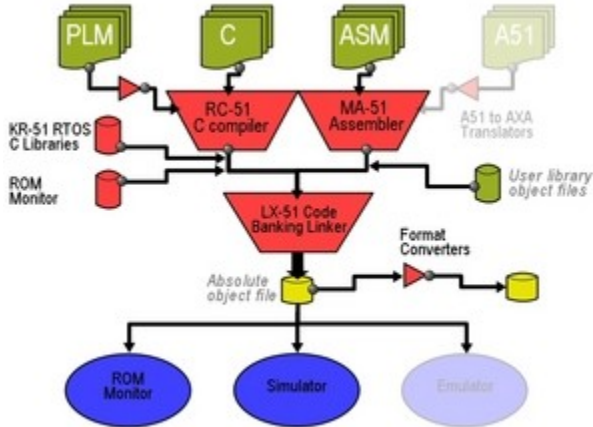 PLM
C
ASM
A51
RC-51
C compiler
MA-51
Assembler
A51 to AXA
Translators
KR-51 RTOS
C Libraries
ROM
Monitor
User library
object files
LX-51 Code
Banking Linker
Format
Converters
Absolute
object file
ROM
Monitor
Simulator
Emulator